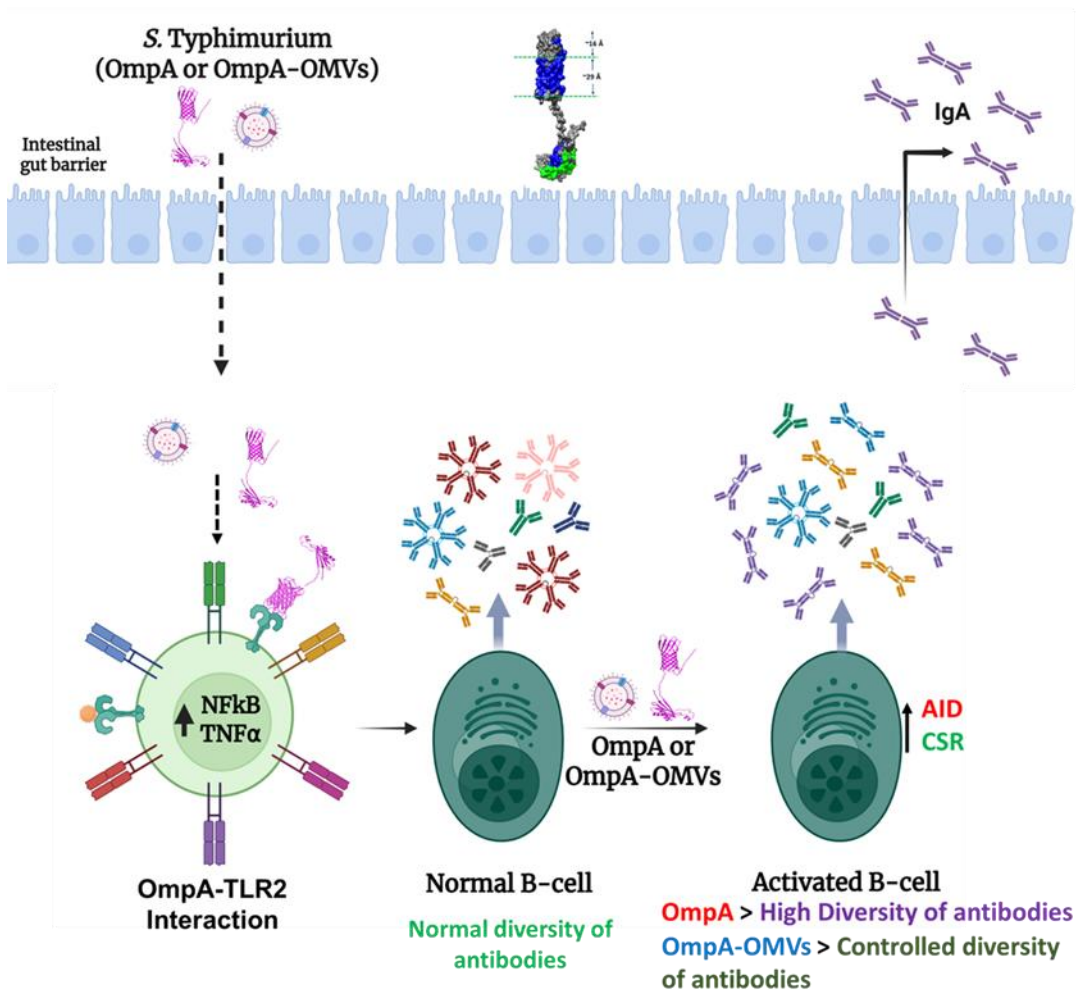 S. Typhimurium
(OmpA or OmpA-OMVs)
~16 Å
~29 Å
IgA
Intestinal
gut barrier
NFkB
TNFα
OmpA or
OmpA-OMVs
AID
CSR
OmpA-TLR2
Interaction
Normal B-cell
Normal diversity of
antibodies
Activated B-cell
OmpA > High Diversity of antibodies
OmpA-OMVs > Controlled diversity
of antibodies